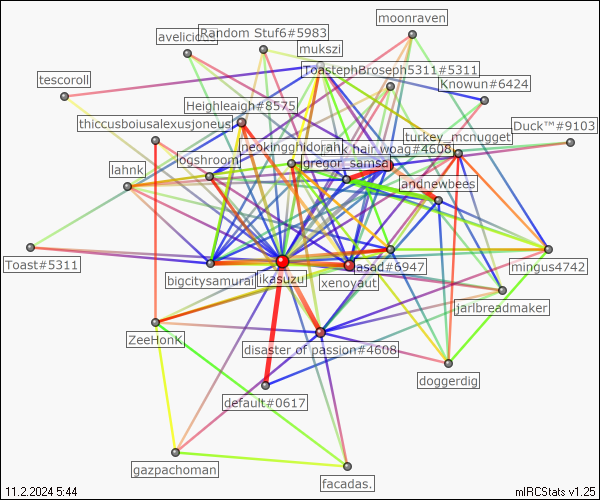 moonraven
avelicious
Random Stuf6#5983
mukszi
ToastephBroseph5311#5311
tescoroll
Knowun#6424
Heighleaigh#8575
thiccusboiusalexusjoneus
Duck™#9103
turkey_mcnugget
neokingghidorah
hair woag#4608
ogshroom
gregor_samsa
lahnk
andnewbees
Toast#5311
bigcitysamurai
ikasuzu
xenoyaut
asad#6947
mingus4742
jarlbreadmaker
ZeeHonK
disaster of passion#4608
doggerdig
default#0617
gazpachoman
facadas.
11.2.2024 5:44
mIRCStats v1.25